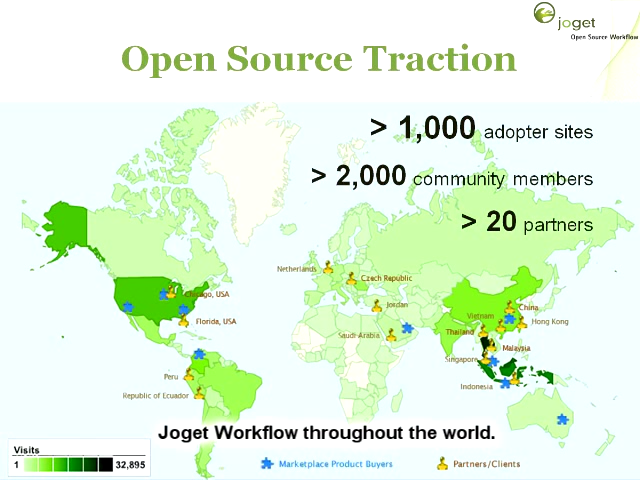 joget
Open Source Workflow
Open Source Traction
> 1,000 adopter sites
> 2,000 community members
> 20 partners
Netherlands
Czech Republic
Jordan
Saudi Arabia
Chicago, USA
Florida, USA
China
Vietnam
Hong Kong
Thailand
Malaysia
Singapore
Indonesia
Peru
Republic of Ecuador
Joget Workflow throughout the world.
Visits
1 32,895
Marketplace Product Buyers
Partners/Clients